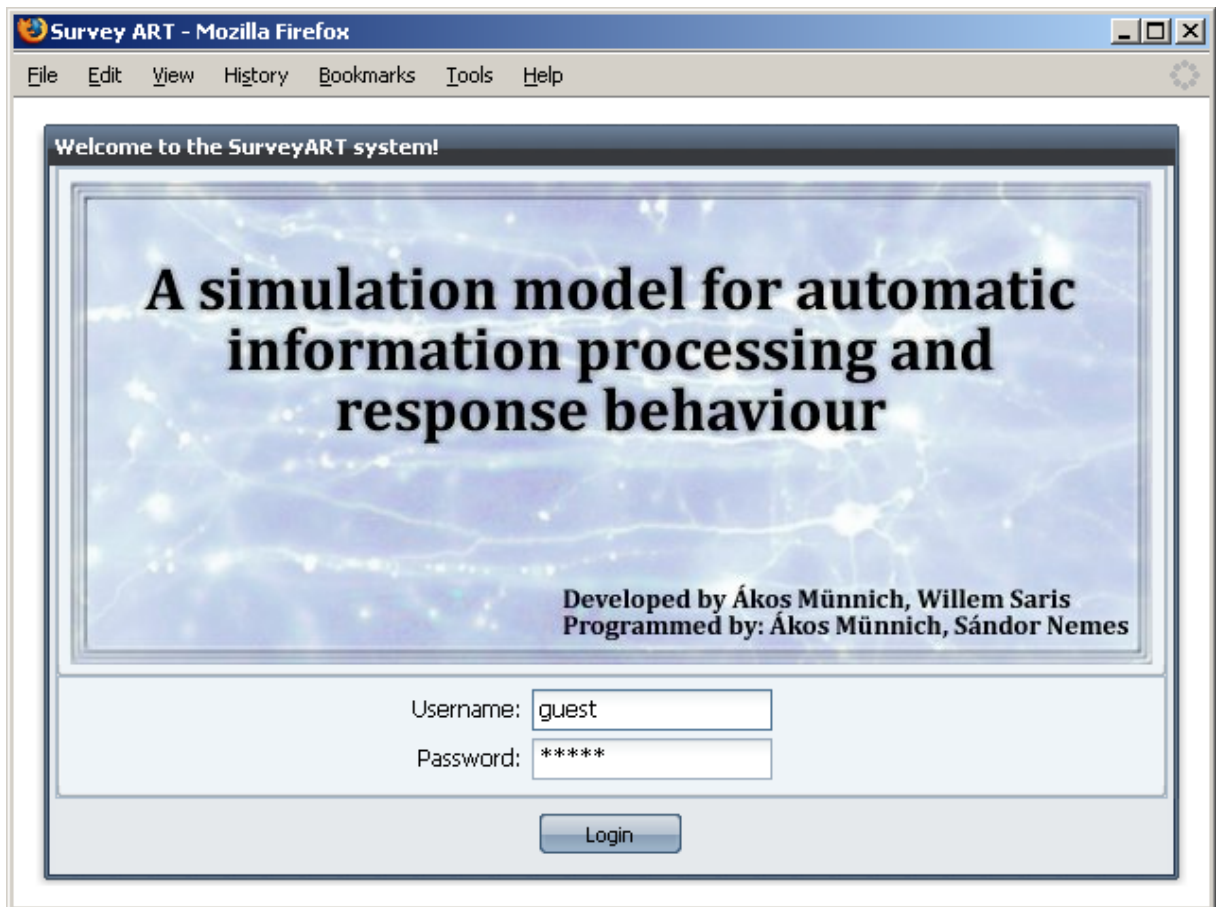 Survey ART - Mozilla Firefox
File Edit View History Bookmarks Tools Help
Welcome to the SurveyART system!
A simulation model for automatic
information processing and
response behaviour
Developed by Ákos Münnich, Willem Saris
Programmed by: Ákos Münnich, Sándor Nemes
Username: guest
Password: *****
Login